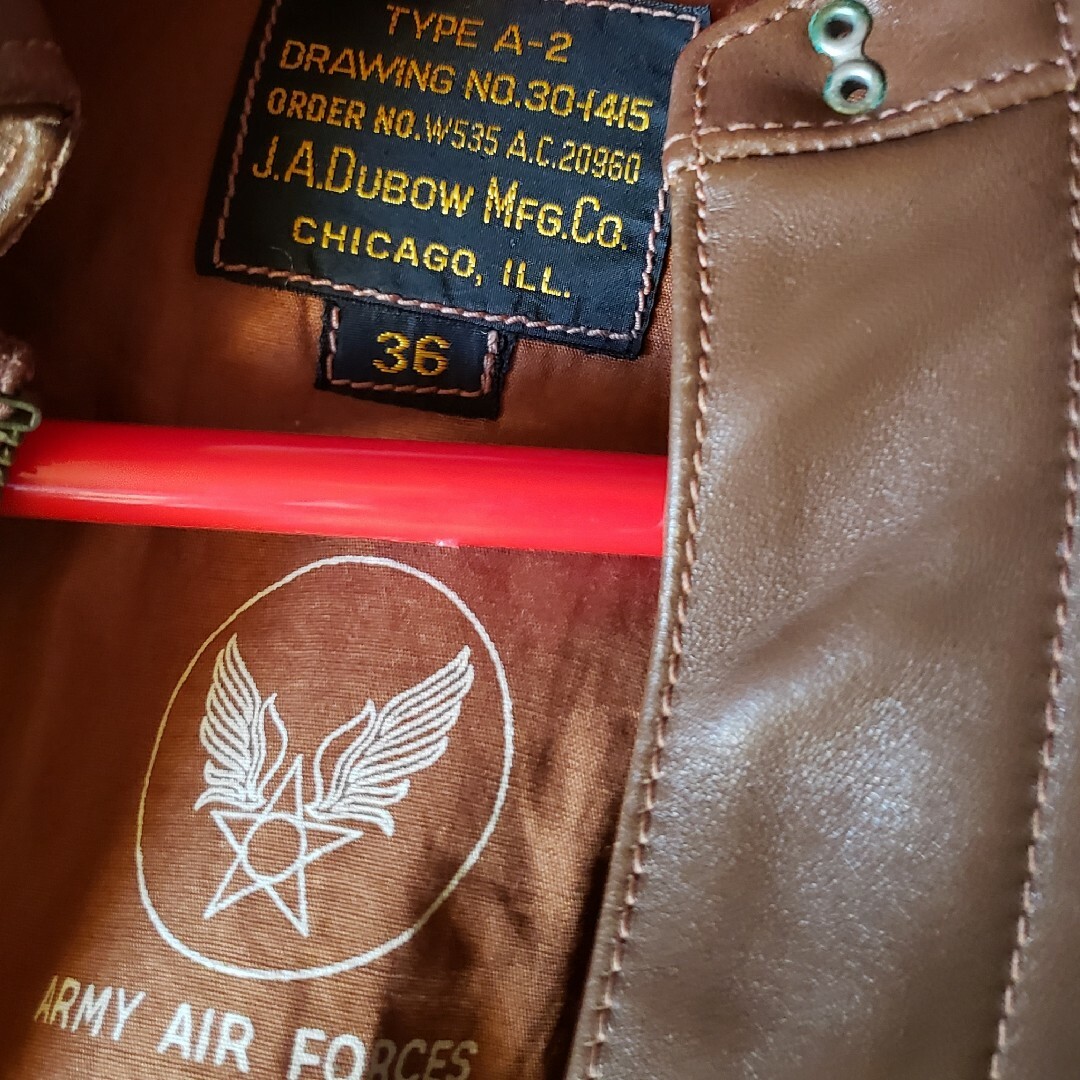 TYPE A-2
DRAWING NO.30-1415
ORDER NO.W535 A.C.20960
J.A.DUBOW MFG.CO.
CHICAGO, ILL.
36
ARMY AIR FORCES